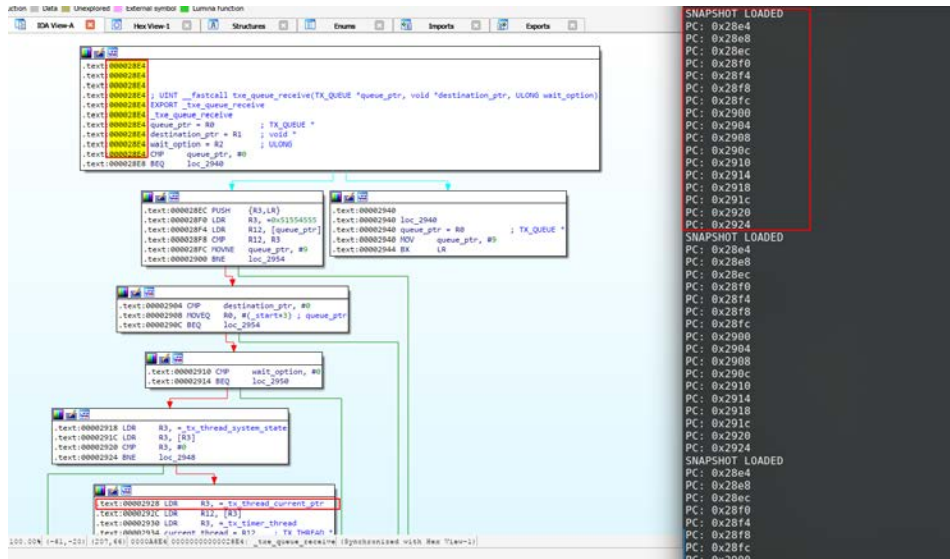 ction Data Unexplored External symbol Lumina function
IDA View-A Hex View-1 Structures Enums Imports Exports
.text:000028E4
.text:000028E4
.text:000028E4
.text:000028E4 ; UINT __fastcall txe_queue_receive(TX_QUEUE *queue_ptr, void *destination_ptr, ULONG wait_option)
.text:000028E4 EXPORT _txe_queue_receive
.text:000028E4 _txe_queue_receive
.text:000028E4 queue_ptr = R0 ; TX_QUEUE *
.text:000028E4 destination_ptr = R1 ; void *
.text:000028E4 wait_option = R2 ; ULONG
.text:000028E4 CMP queue_ptr, #0
.text:000028E8 BEQ loc_2940
.text:000028EC PUSH {R3,LR}
.text:000028F0 LDR R3, =0x51554555
.text:000028F4 LDR R12, [queue_ptr]
.text:000028F8 CMP R12, R3
.text:000028FC MOVNE queue_ptr, #9
.text:00002900 BNE loc_2954
.text:00002940
.text:00002940 loc_2940
.text:00002940 queue_ptr = R0 ; TX_QUEUE *
.text:00002940 MOV queue_ptr, #9
.text:00002944 BX LR
.text:00002904 CMP destination_ptr, #0
.text:00002908 MOVEQ R0, #(_start+3) ; queue_ptr
.text:0000290C BEQ loc_2954
.text:00002910 CMP wait_option, #0
.text:00002914 BEQ loc_2950
.text:00002918 LDR R3, =_tx_thread_system_state
.text:0000291C LDR R3, [R3]
.text:00002920 CMP R3, #0
.text:00002924 BNE loc_2948
.text:00002928 LDR R3, =_tx_thread_current_ptr
.text:0000292C LDR R12, [R3]
.text:00002930 LDR R3, =_tx_timer_thread
.text:00002934 current_thread = R12 ; TX_THREAD *
100.00% (-41,-20) (207,66) 0000A8E4 00000000000028E4: _txe_queue_receive (Synchronized with Hex View-1)
SNAPSHOT LOADED
PC: 0x28e4
PC: 0x28e8
PC: 0x28ec
PC: 0x28f0
PC: 0x28f4
PC: 0x28f8
PC: 0x28fc
PC: 0x2900
PC: 0x2904
PC: 0x2908
PC: 0x290c
PC: 0x2910
PC: 0x2914
PC: 0x2918
PC: 0x291c
PC: 0x2920
PC: 0x2924
SNAPSHOT LOADED
PC: 0x28e4
PC: 0x28e8
PC: 0x28ec
PC: 0x28f0
PC: 0x28f4
PC: 0x28f8
PC: 0x28fc
PC: 0x2900
PC: 0x2904
PC: 0x2908
PC: 0x290c
PC: 0x2910
PC: 0x2914
PC: 0x2918
PC: 0x291c
PC: 0x2920
PC: 0x2924
SNAPSHOT LOADED
PC: 0x28e4
PC: 0x28e8
PC: 0x28ec
PC: 0x28f0
PC: 0x28f4
PC: 0x28f8
PC: 0x28fc
PC: 0x2900